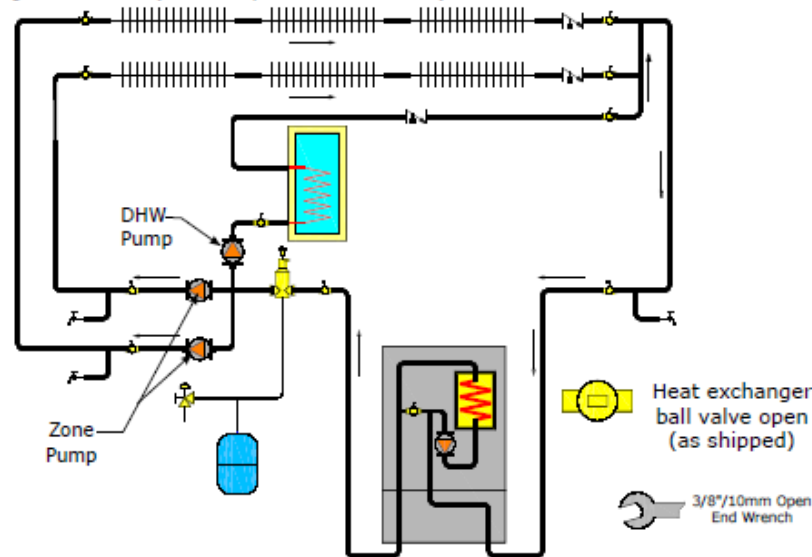 DHW
Pump
Zone
Pump
Heat exchanger
ball valve open
(as shipped)
3/8"/10mm Open
End Wrench